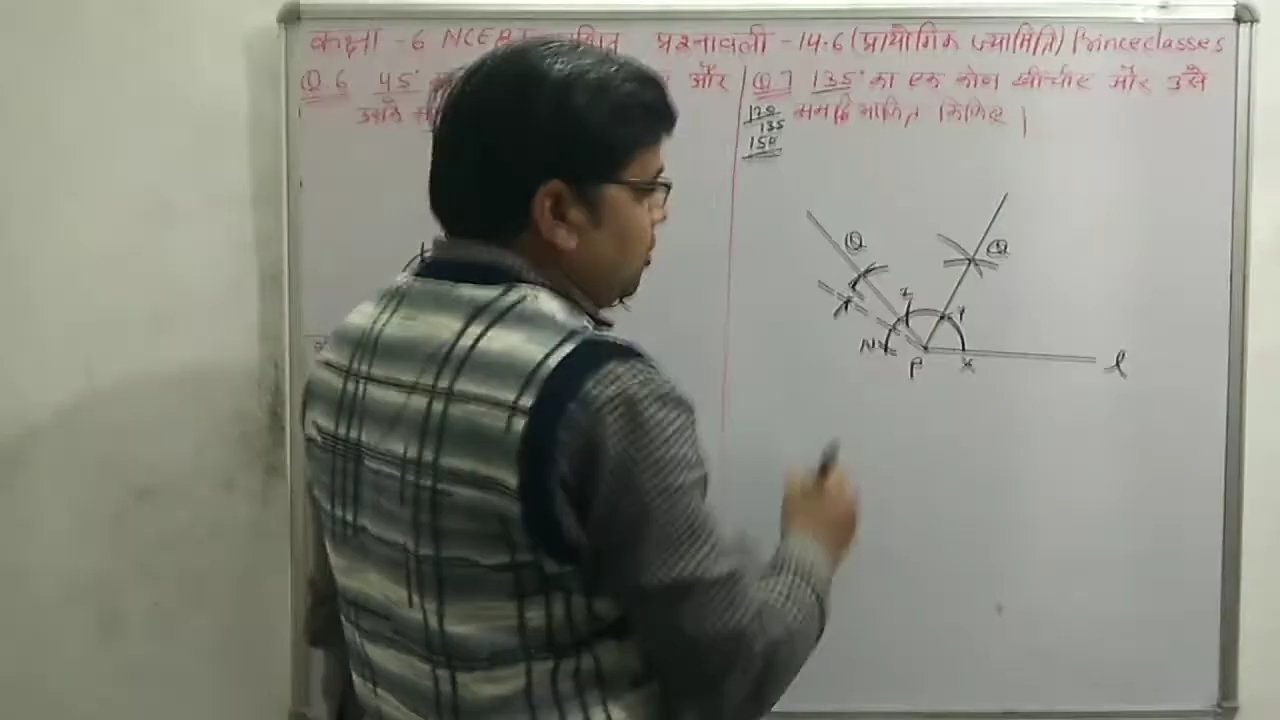 कक्षा -6 NCERT प्रश्नावली -14.6 (प्रायोगिक ज्यामिति) Princeclasses
Q.6 45° और
उसके
Q.7 135° का एक कोण खींचिए और उसे
समद्विभाजित किजिए |
120
135
150
Q
Q
Z
Y
N
P
X
l